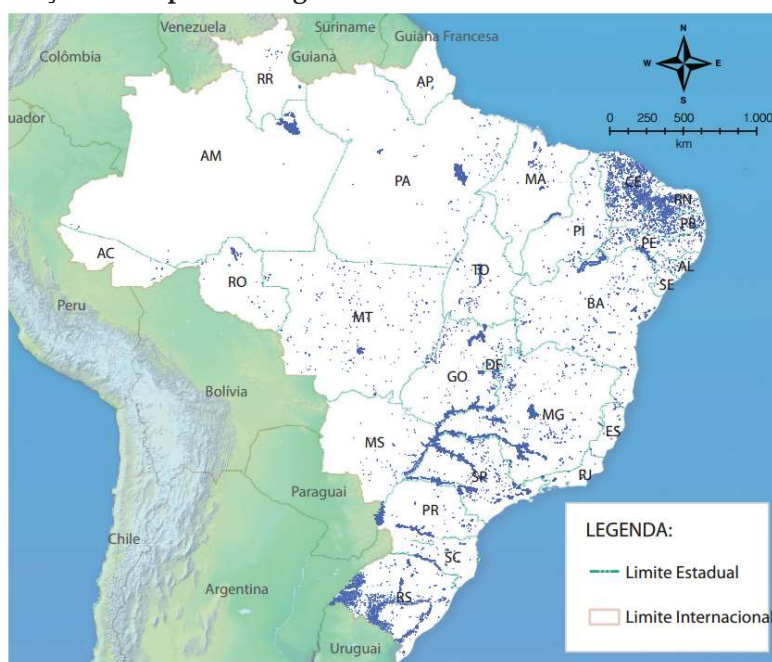 Venezuela
Suriname
Guiana Francesa
Colômbia
Guiana
RR
AP
N
W
E
S
0 250 500 1.000
km
uador
AM
PA
MA
CE
RN
PB
PI
PE
AC
AL
RO
TO
SE
MT
BA
Peru
DF
GO
Bolívia
MG
MS
ES
SP
RJ
Paraguai
PR
Chile
SC
Argentina
RS
Uruguai
LEGENDA:
Limite Estadual
Limite Internacional